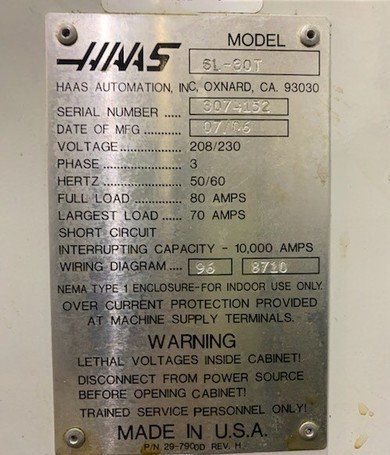 HAAS
MODEL
SL-30T
HAAS AUTOMATION, INC, OXNARD, CA. 93030
SERIAL NUMBER ..... 3074152
DATE OF MFG ..... 07/06
VOLTAGE ................ 208/230
PHASE ..................... 3
HERTZ ..................... 50/60
FULL LOAD ............ 80 AMPS
LARGEST LOAD .... 70 AMPS
SHORT CIRCUIT
INTERRUPTING CAPACITY - 10,000 AMPS
WIRING DIAGRAM .... 96 8710
NEMA TYPE 1 ENCLOSURE-FOR INDOOR USE ONLY
OVER CURRENT PROTECTION PROVIDED
AT MACHINE SUPPLY TERMINALS.
WARNING
LETHAL VOLTAGES INSIDE CABINET!
DISCONNECT FROM POWER SOURCE
BEFORE OPENING CABINET!
TRAINED SERVICE PERSONNEL ONLY!
MADE IN U.S.A.
P/N 29-7900D REV. H